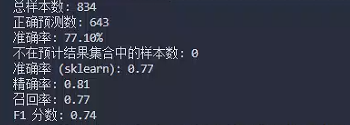 总样本数: 834
正确预测数: 643
准确率: 77.10%
不在预计结果集合中的样本数: 0
准确率 (sklearn): 0.77
精确率: 0.81
召回率: 0.77
F1 分数: 0.74